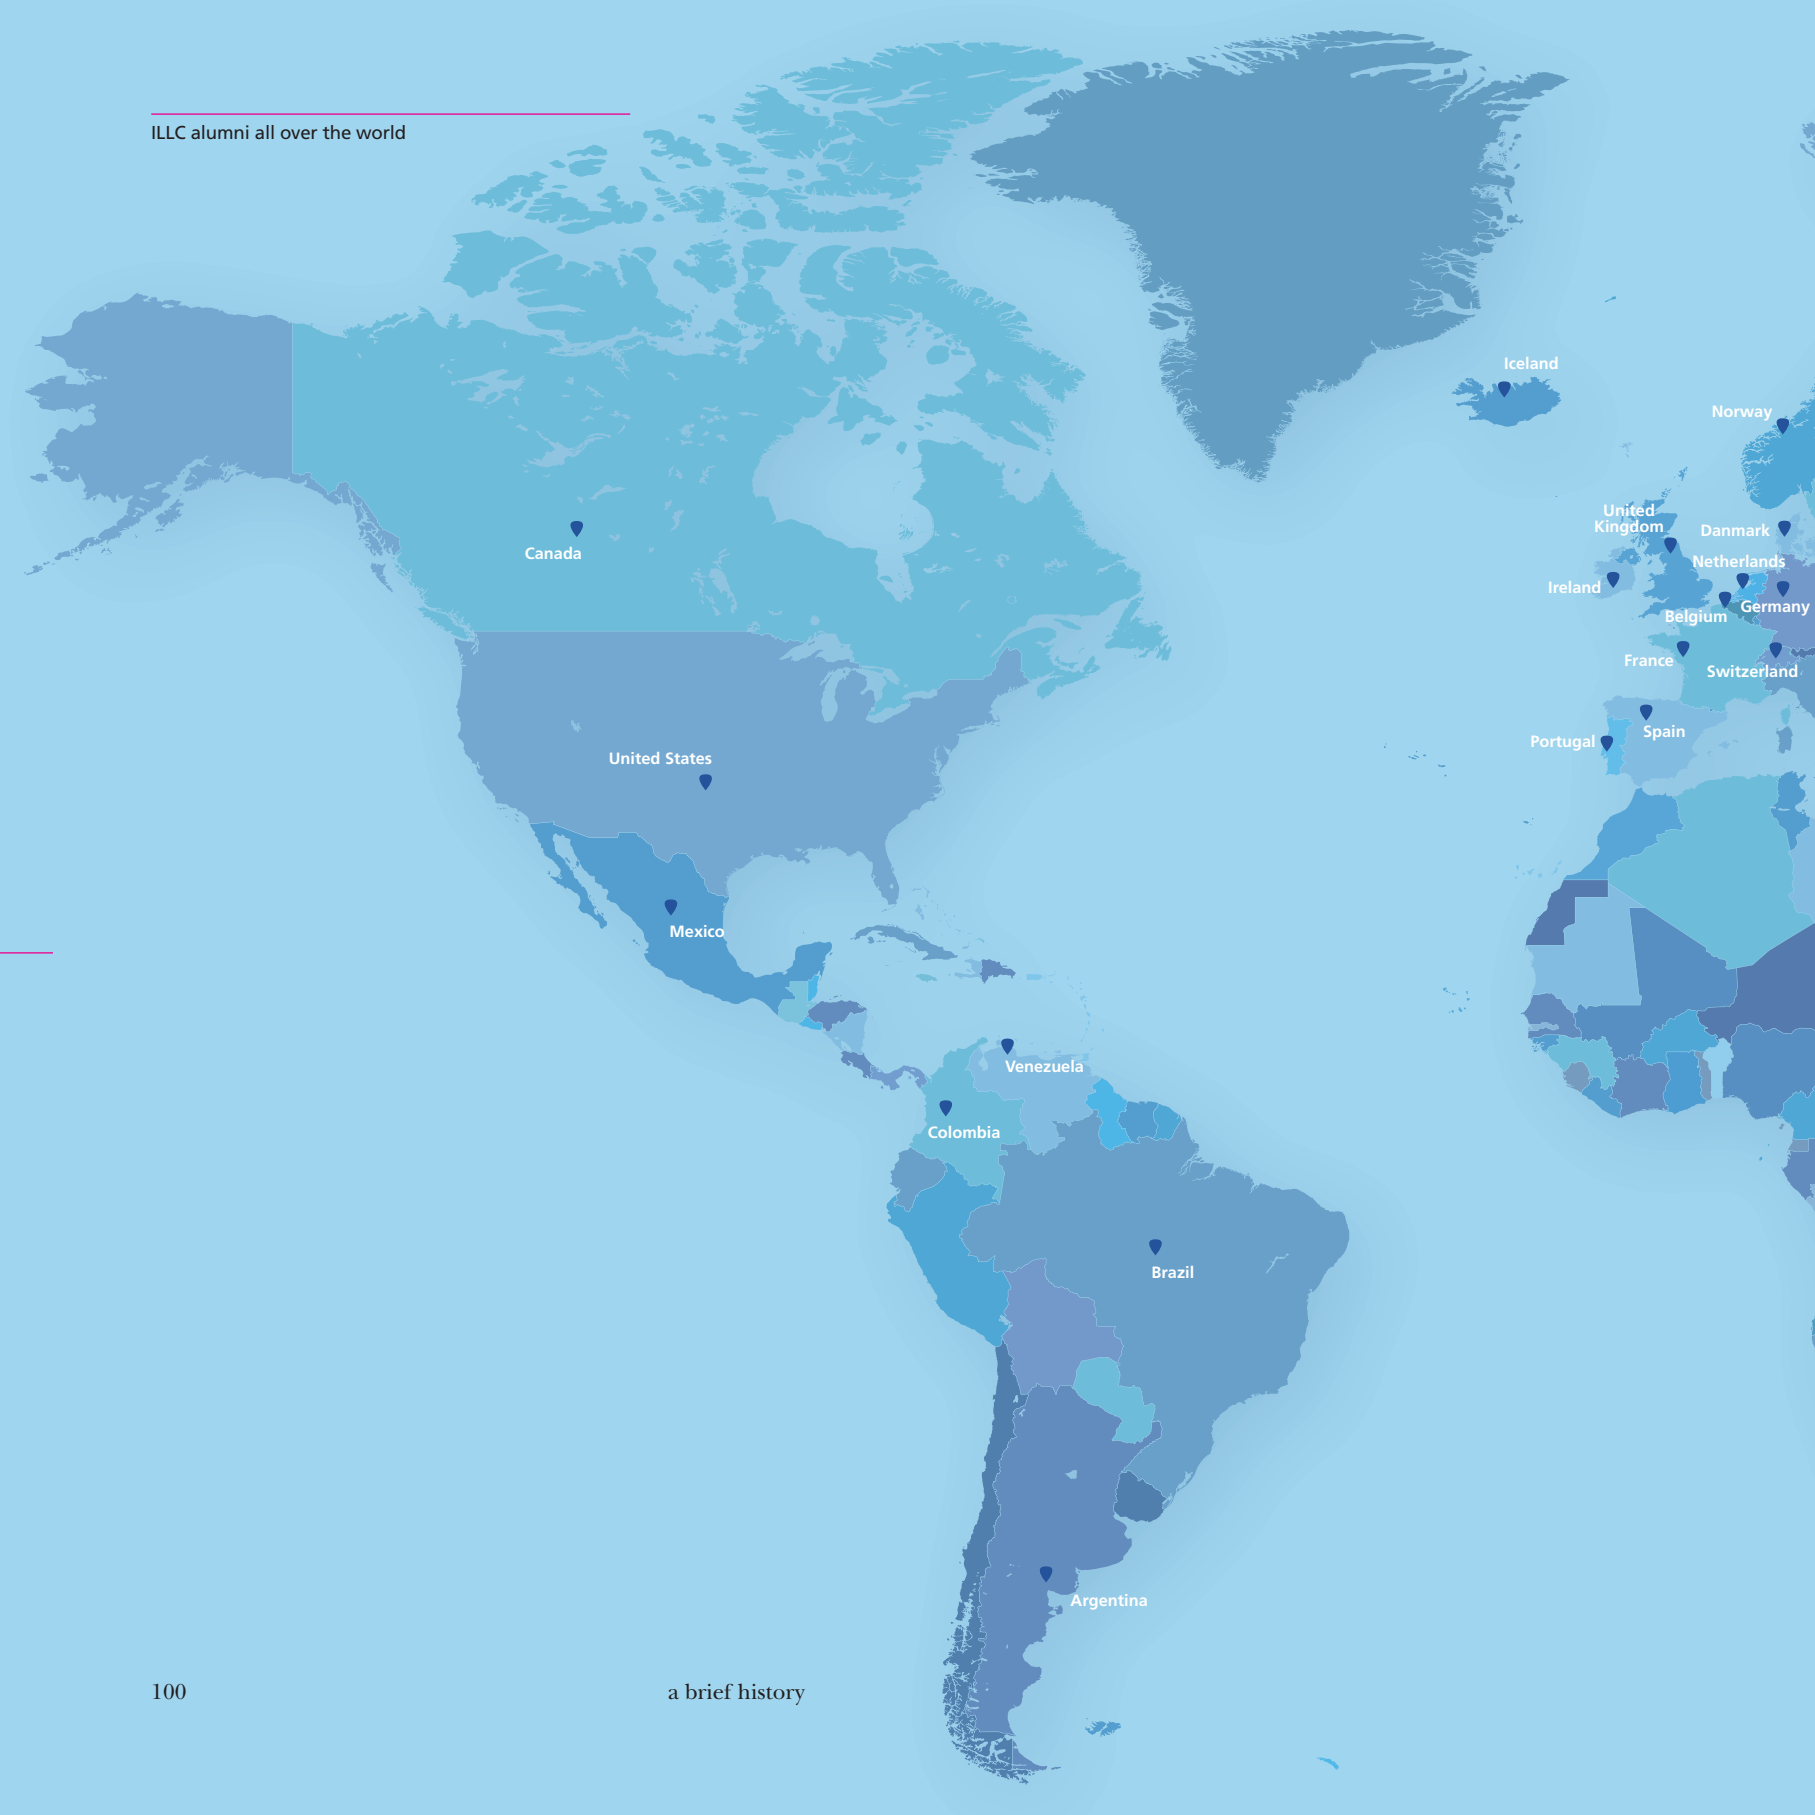 ILLC alumni all over the world
Iceland
Norway
United
Kingdom
Danmark
Netherlands
Ireland
Germany
Belgium
France
Switzerland
Spain
Portugal
Canada
United States
Mexico
Venezuela
Colombia
Brazil
Argentina
100
a brief history